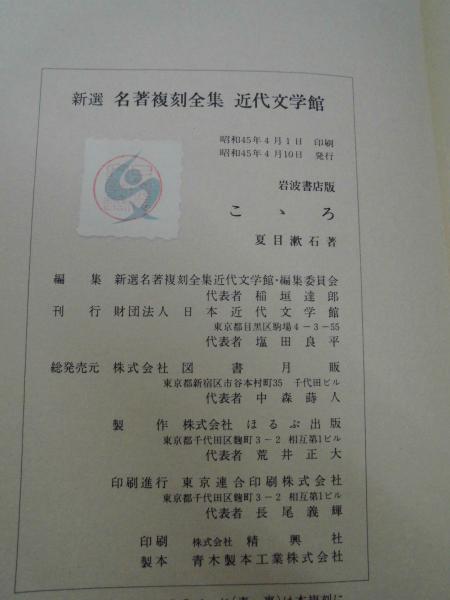 新選 名著複刻全集 近代文学館
昭和45年4月1日 印刷
昭和45年4月10日 発行
岩波書店版
こゝろ
夏目漱石著
編集 新選名著複刻全集近代文学館・編集委員会
代表者 稲垣達郎
刊行 財団法人 日本近代文学館
東京都目黒区駒場4-3-55
代表者 塩田良平
総発売元 株式会社 図書月販
東京都新宿区市谷本村町35 千代田ビル
代表者 中森蒔人
製作 株式会社 ほるぷ出版
東京都千代田区麹町3-2 相互第1ビル
代表者 荒井正大
印刷進行 東京連合印刷株式会社
東京都千代田区麹町3-2 相互第1ビル
代表者 長尾義輝
印刷 株式会社 精興社
製本 青木製本工業株式会社